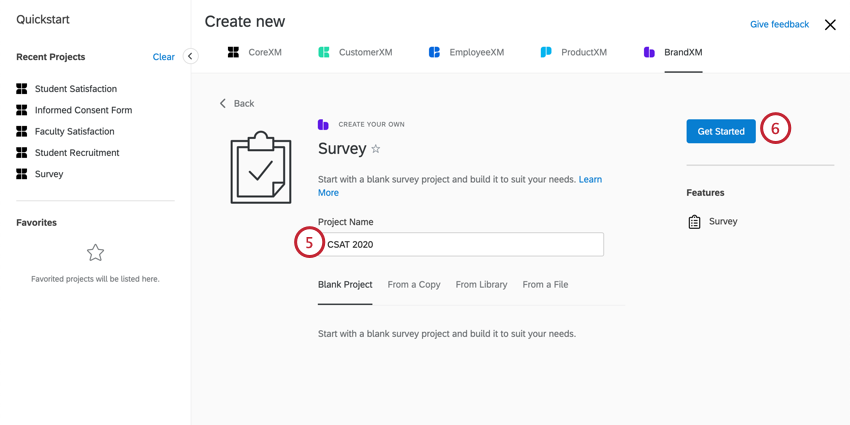 Quickstart
Recent Projects
Clear
Student Satisfaction
Informed Consent Form
Faculty Satisfaction
Student Recruitment
Survey
Favorites
Favorited projects will be listed here.
Create new
Give feedback
CoreXM
CustomerXM
EmployeeXM
ProductXM
BrandXM
Back
CREATE YOUR OWN
Survey
Start with a blank survey project and build it to suit your needs. Learn
More
Project Name
5
CSAT 2020
Blank Project
From a Copy
From Library
From a File
Start with a blank survey project and build it to suit your needs.
Get Started
6
Features
Survey